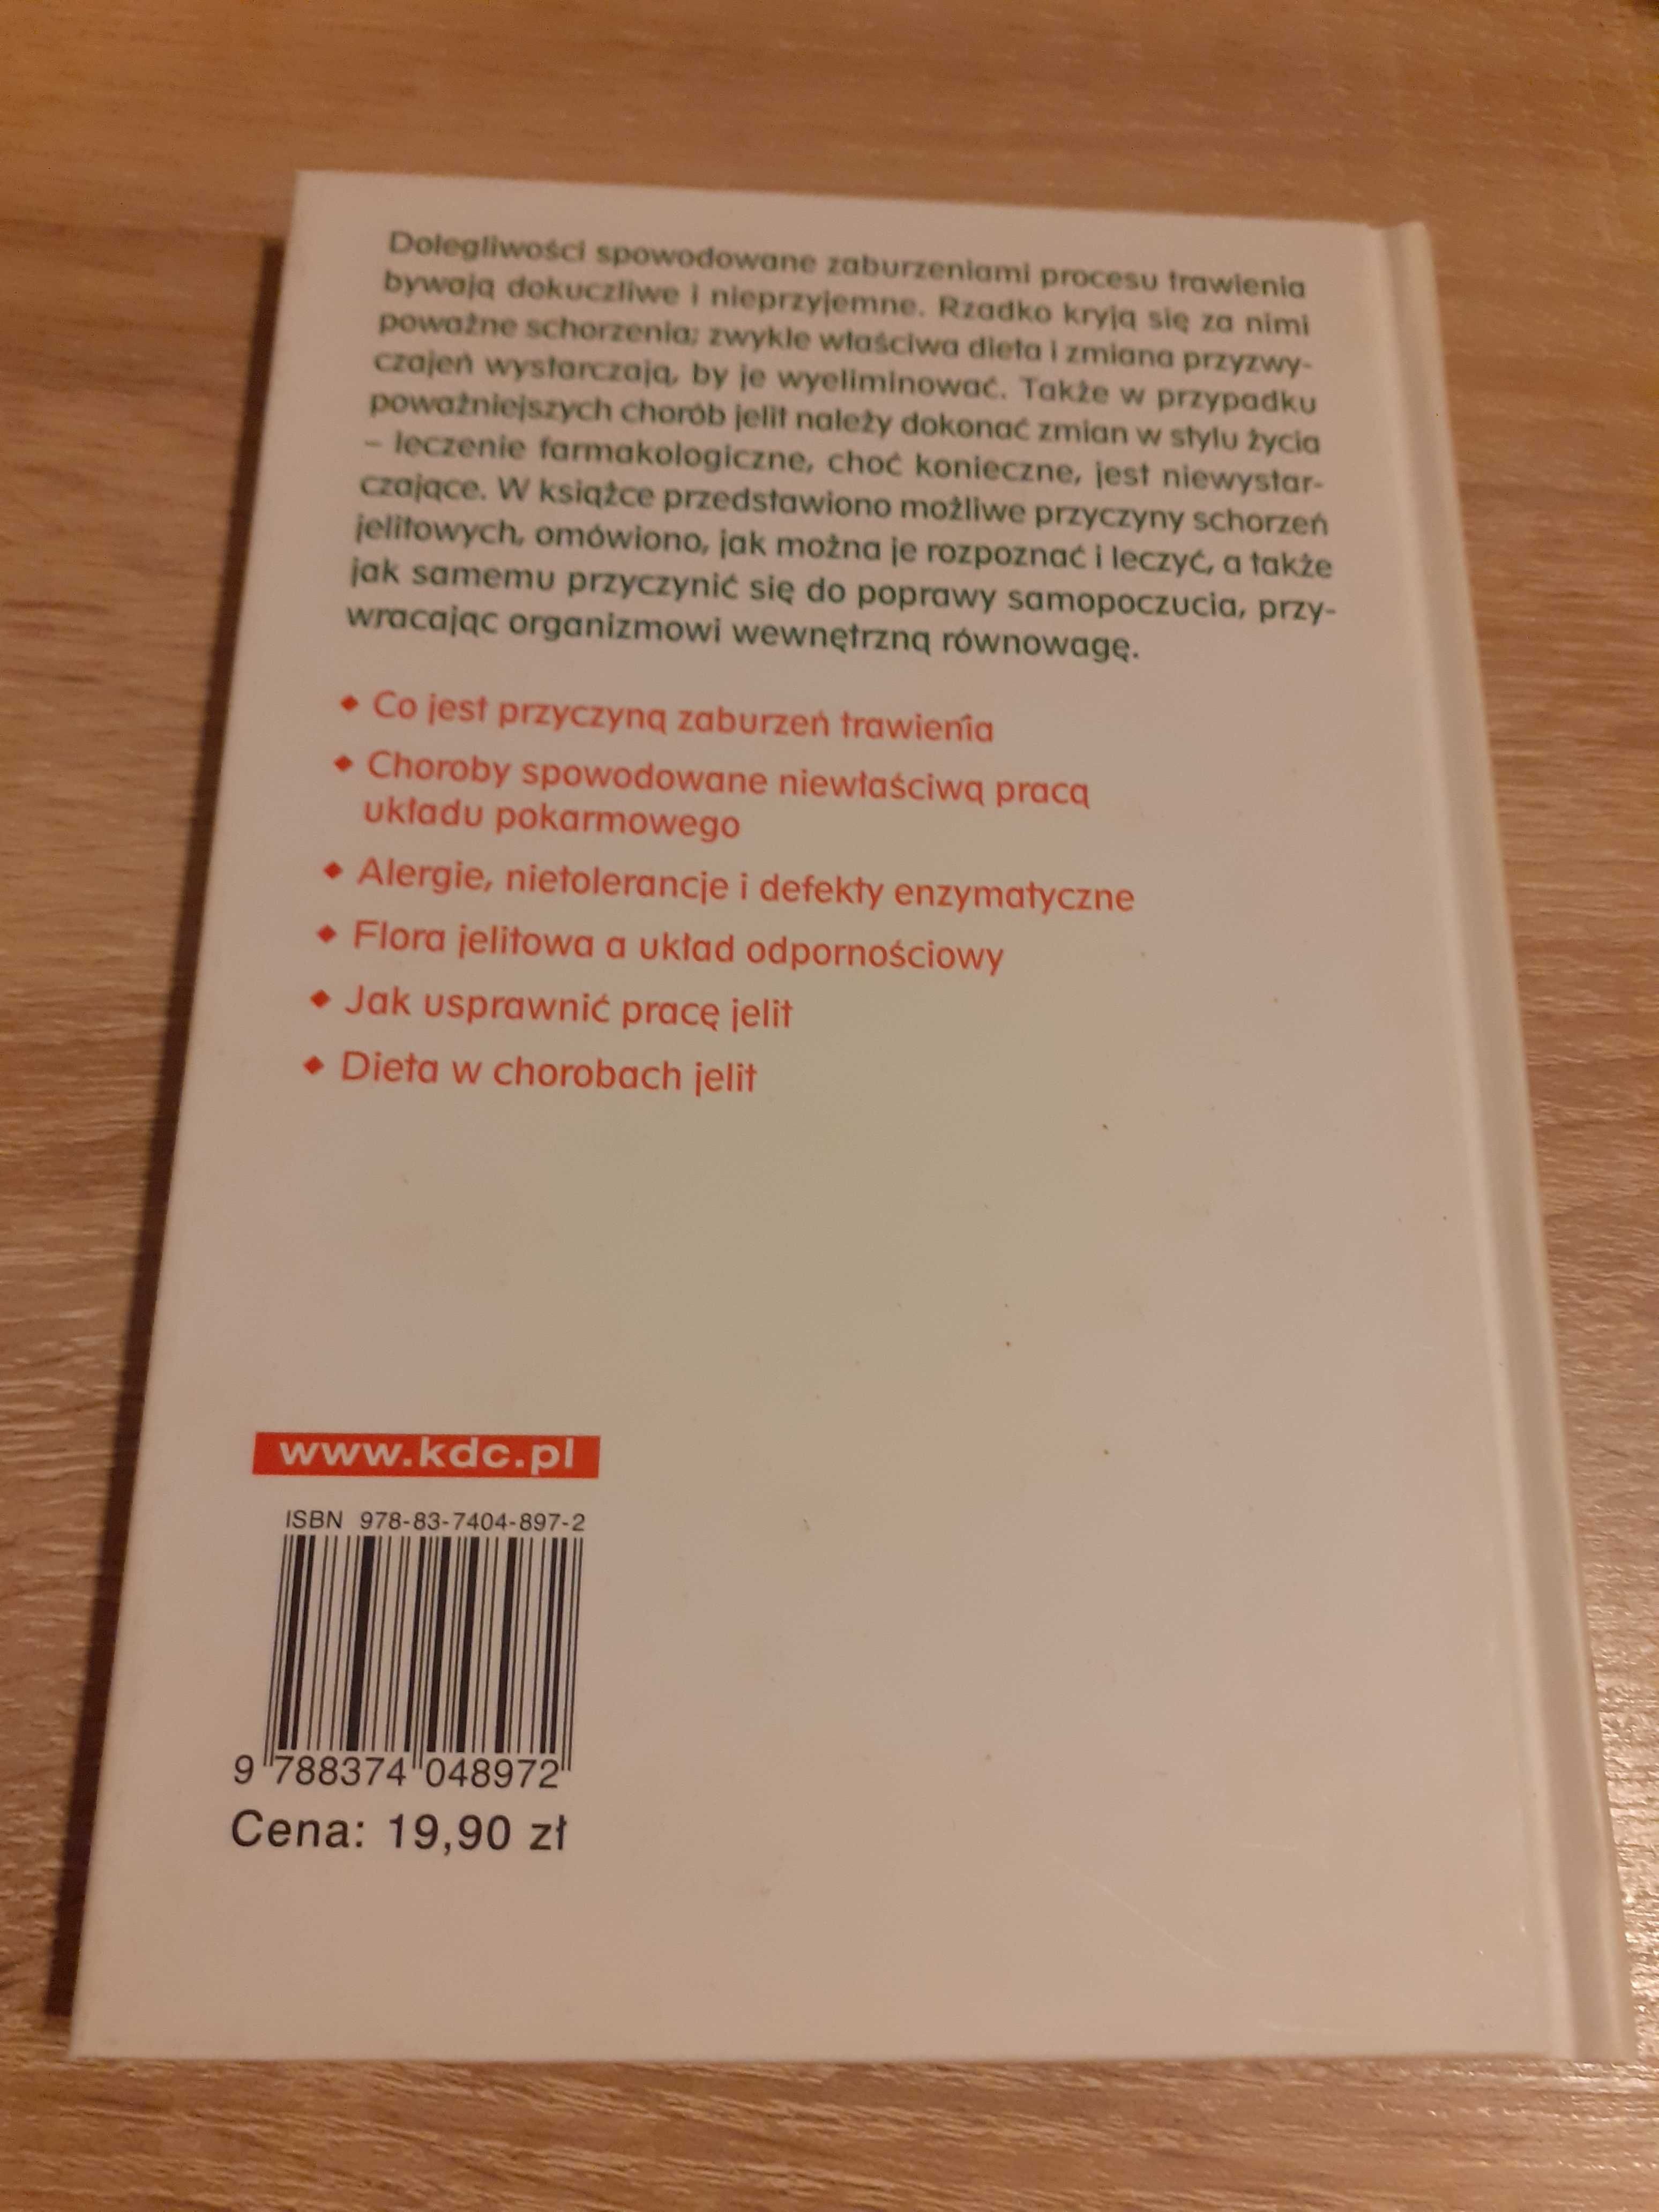 Dolegliwości spowodowane zaburzeniami procesu trawienia
bywają dokuczliwe i nieprzyjemne. Rzadko kryją się za nimi
poważne schorzenia; zwykle właściwa dieta i zmiana przyzwy-
czajeń wystarczają, by je wyeliminować. Także w przypadku
poważniejszych chorób jelit należy dokonać zmian w stylu życia
– leczenie farmakologiczne, choć konieczne, jest niewystar-
czające. W książce przedstawiono możliwe przyczyny schorzeń
jelitowych, omówiono, jak można je rozpoznać i leczyć, a także
jak samemu przyczynić się do poprawy samopoczucia, przy-
wracając organizmowi wewnętrzną równowagę.
◆ Co jest przyczyną zaburzeń trawienia
◆ Choroby spowodowane niewłaściwą pracą
układu pokarmowego
◆ Alergie, nietolerancje i defekty enzymatyczne
◆ Flora jelitowa a układ odpornościowy
◆ Jak usprawnić pracę jelit
◆ Dieta w chorobach jelit
www.kdc.pl
ISBN 978-83-7404-897-2
9 788374 048972
Cena: 19,90 zł